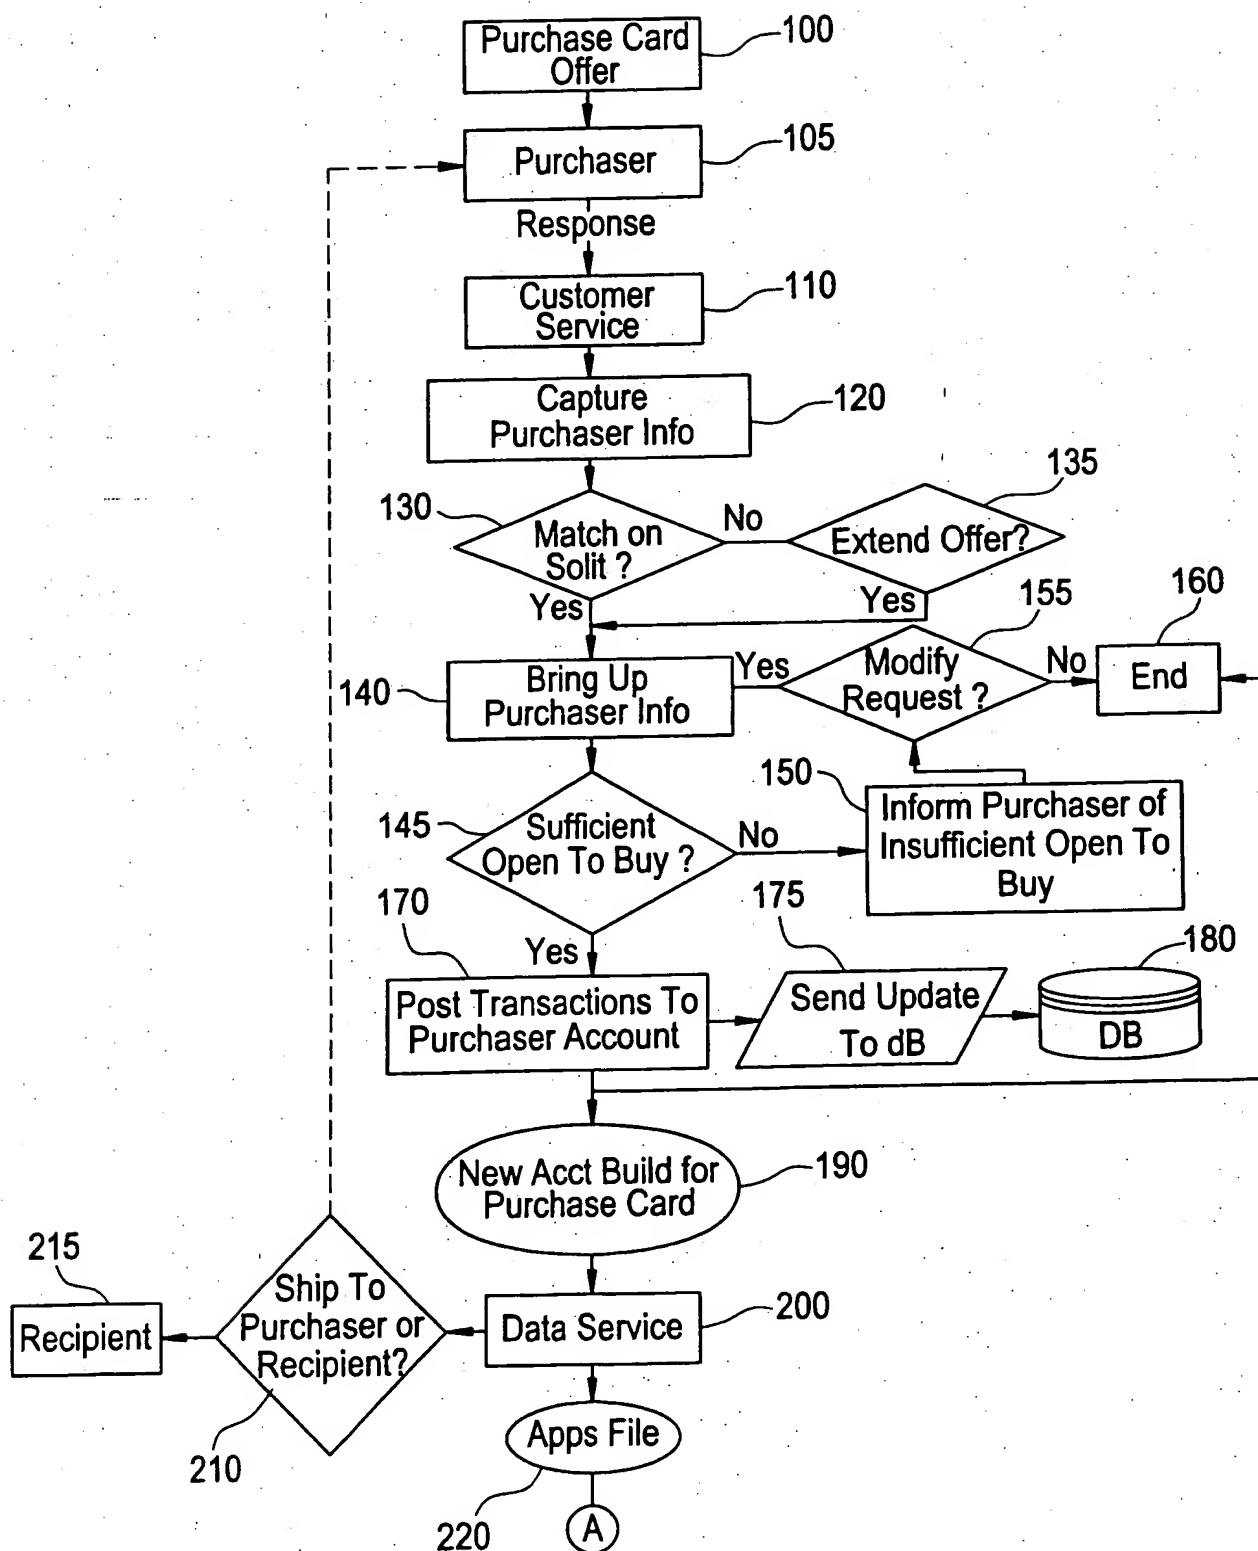 Purchase Card
Offer
100
Purchaser
105
Response
Customer
Service
110
Capture
Purchaser Info
120
130
Match on
Solit ?
No
Extend Offer?
135
Yes
Yes
140
Bring Up
Purchaser Info
Yes
Modify
Request ?
155
No
End
160
145
Sufficient
Open To Buy ?
No
150
Inform Purchaser of
Insufficient Open To
Buy
Yes
170
Post Transactions To
Purchaser Account
175
Send Update
To dB
180
DB
New Acct Build for
Purchase Card
190
215
Recipient
Ship To
Purchaser or
Recipient?
210
Data Service
200
Apps File
220
A